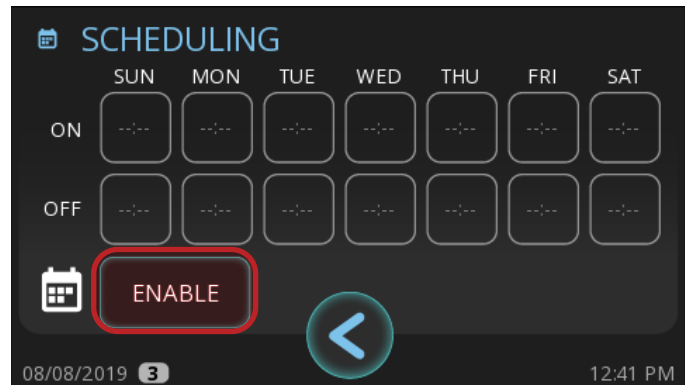 SCHEDULING
SUN MON TUE WED THU FRI SAT
ON --:-- --:-- --:-- --:-- --:-- --:-- --:--
OFF --:-- --:-- --:-- --:-- --:-- --:-- --:--
ENABLE
08/08/2019 3 12:41 PM